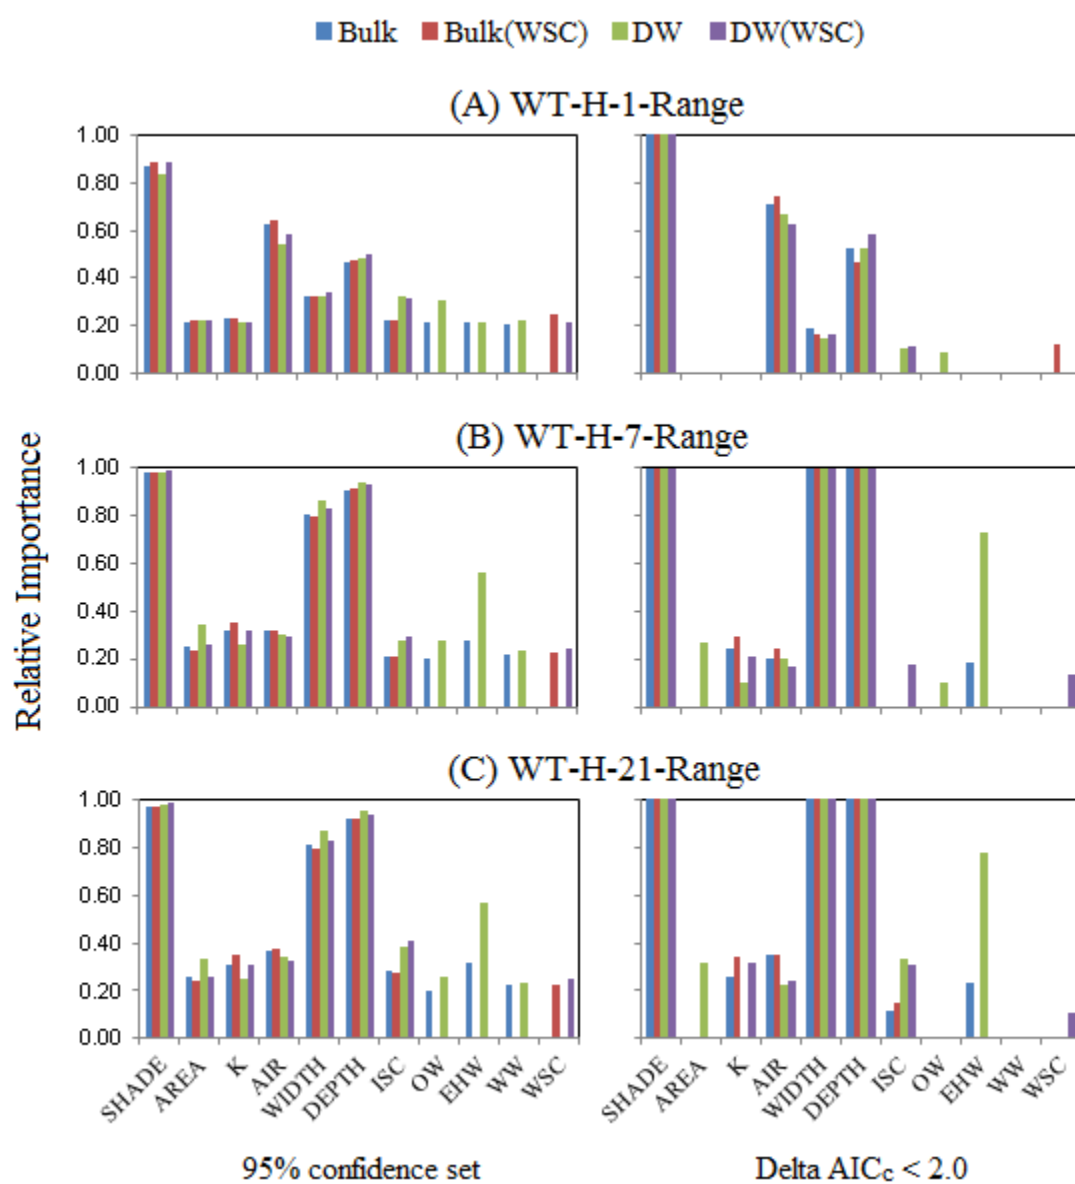 Bulk Bulk(WSC) DW DW(WSC)
(A) WT-H-1-Range
1.00
0.80
0.60
0.40
0.20
0.00
(B) WT-H-7-Range
1.00
0.80
0.60
0.40
0.20
0.00
Relative Importance
(C) WT-H-21-Range
1.00
0.80
0.60
0.40
0.20
0.00
SHADE AREA K AIR WIDTH DEPTH ISC OW EHW WW WSC
SHADE AREA K AIR WIDTH DEPTH ISC OW EHW WW WSC
95% confidence set
Delta AICc < 2.0